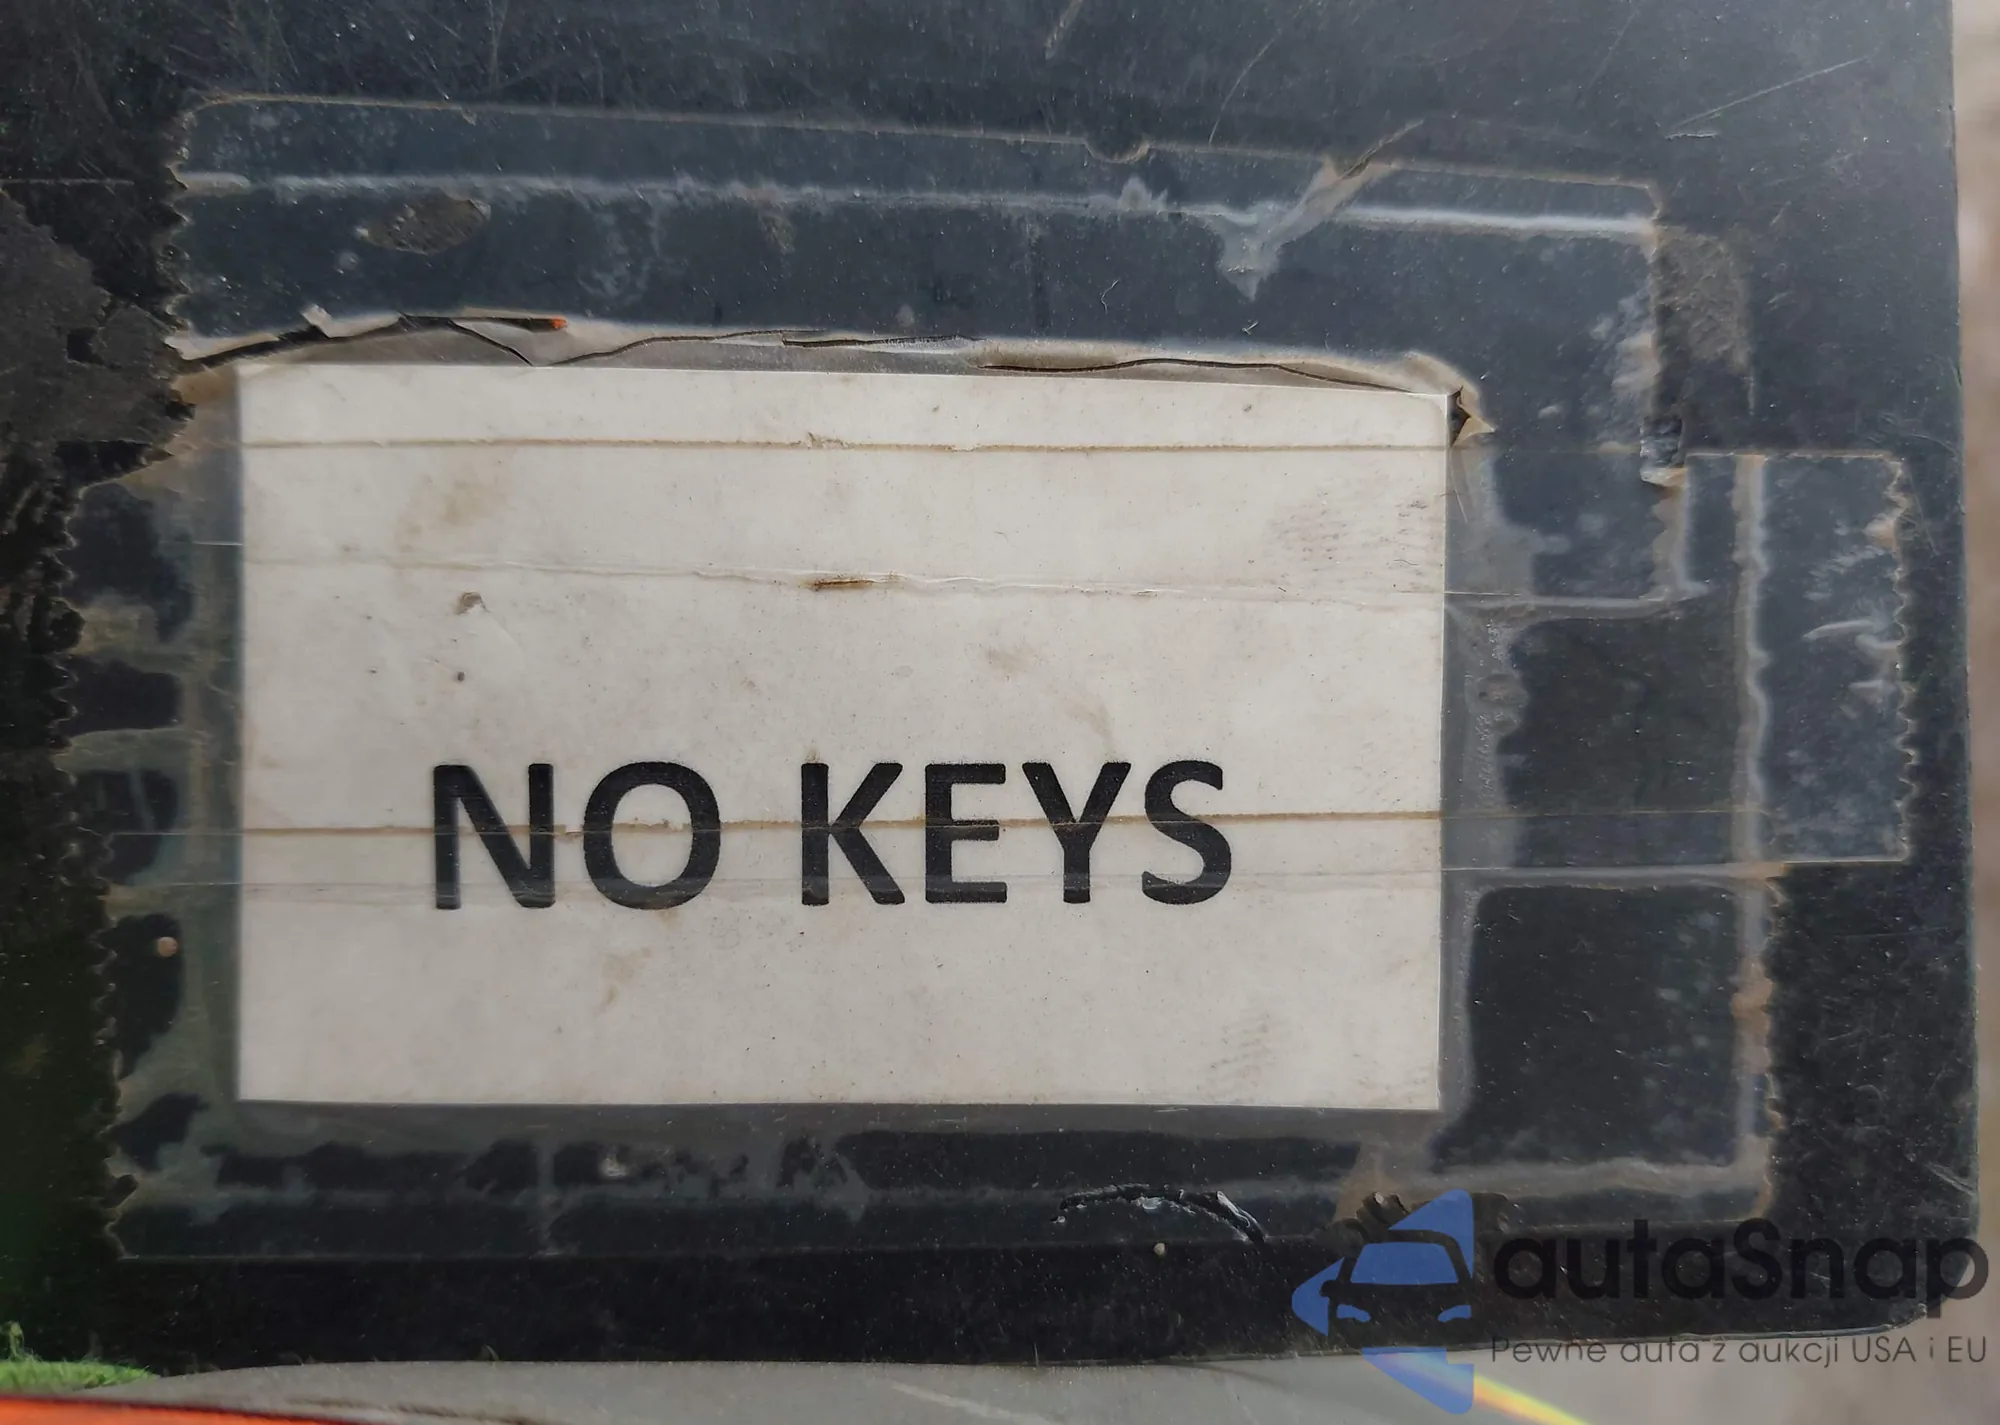 NO KEYS
autaSnap
Pewne auta z aukcji USA i EU